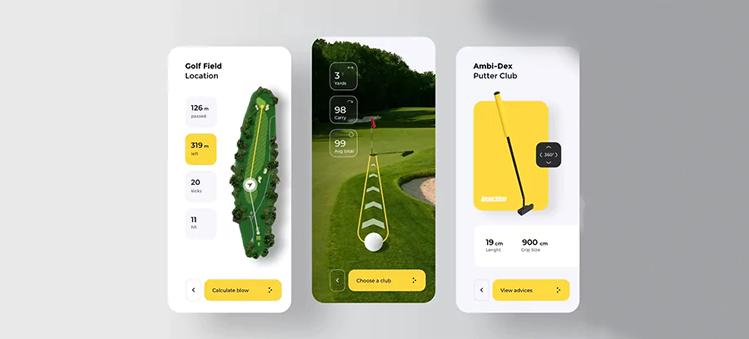 Golf Field
Location
126 m
passed
319 m
left
20
kicks
11
hit
Calculate blow
3
Yards
98
Carry
99
Avg total
Choose a club
Ambi-Dex
Putter Club
360°
19 cm
Lenght
900 cm
Grip Size
View advices